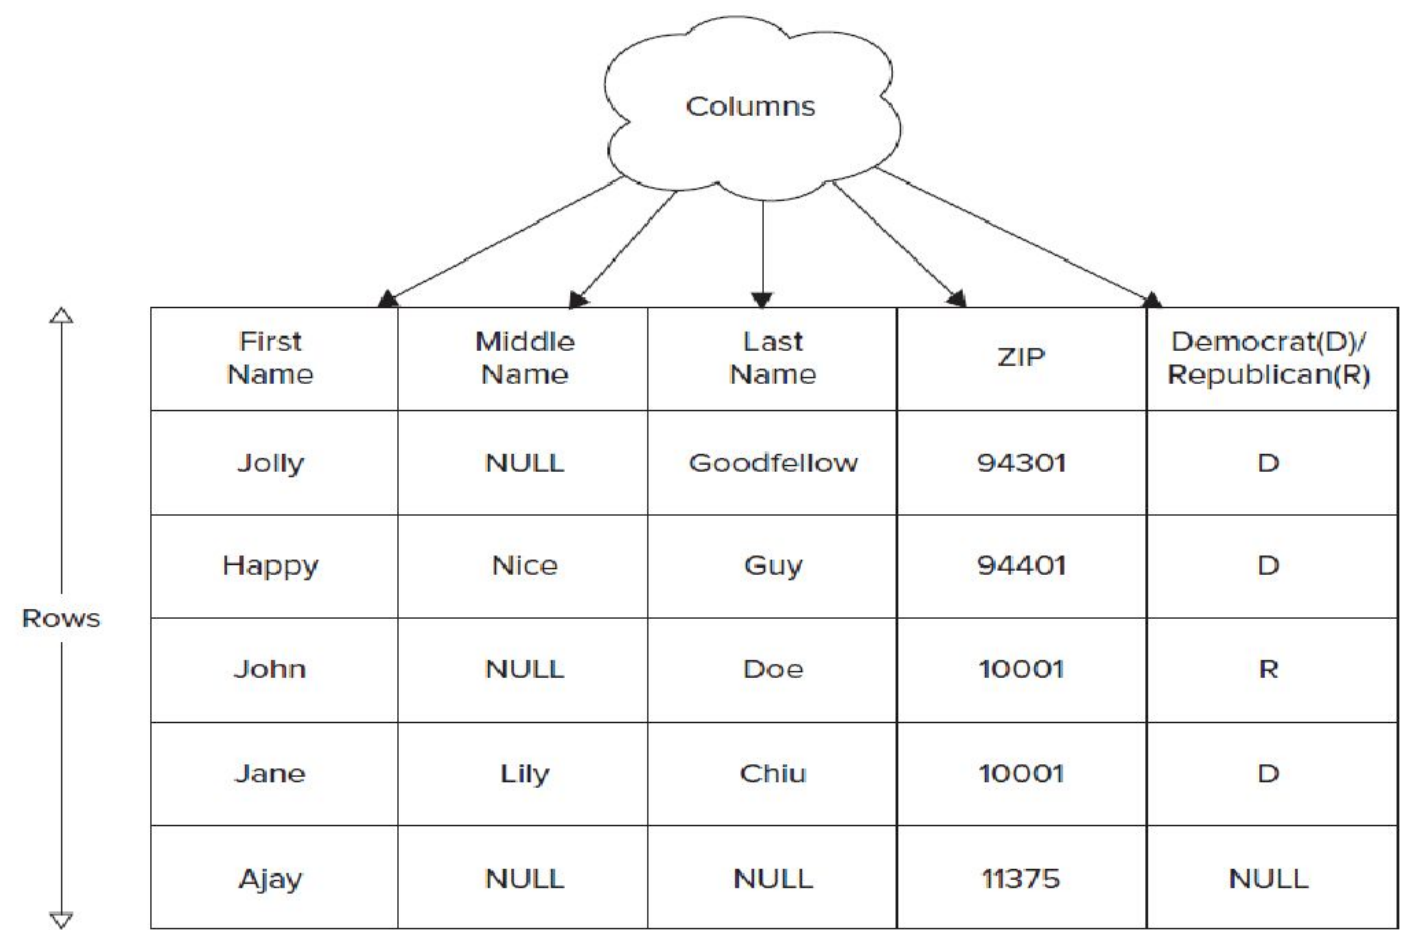 Columns
First
Name
Middle
Name
Last
Name
ZIP
Democrat(D)/
Republican(R)
Jolly
NULL
Goodfellow
94301
D
Happy
Nice
Guy
94401
D
Rows
John
NULL
Doe
10001
R
Jane
Lily
Chiu
10001
D
Ajay
NULL
NULL
11375
NULL